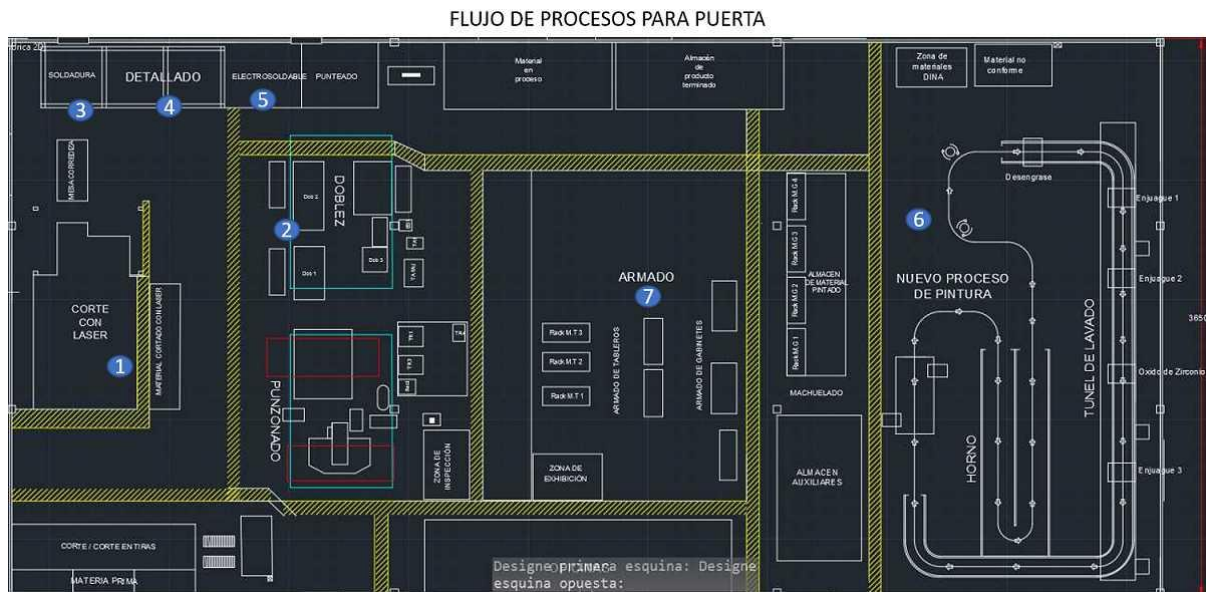 FLUJO DE PROCESOS PARA PUERTA
SOLDADURA
DETALLADO
ELECTROSOLDABLE
PUNTEADO
3
4
5
Material
en
proceso
Almacén
de
producto
terminado
Zona de
materiales
DINA
Material no
conforme
MESA CORREDIZA
Dos 2
DOBLEZ
2
Dos 1
Dos 3
Desengrase
Enjuague 1
6
Rack M.G 4
Rack M.G 3
Rack M.G 2
Rack M.G 1
ALMACEN
DE MATERIAL
PINTADO
ARMADO
7
NUEVO PROCESO
DE PINTURA
Enjuague 2
3650
CORTE
CON
LASER
1
MATERIAL CORTADO CON LASER
Rack M.T 3
Rack M.T 2
Rack M.T 1
ARMADO DE TABLEROS
ARMADO DE GABINETES
TUNEL DE LAVADO
Oxido de Zirconio
MACHUELADO
PUNZONADO
ZONA DE
INSPECCIÓN
ZONA DE
EXHIBICIÓN
ALMACEN
AUXILIARES
HORNO
Enjuague 3
CORTE / CORTE EN TIRAS
MATERIA PRIMA
OFICINAS
Designe primera esquina: Designe
esquina opuesta: